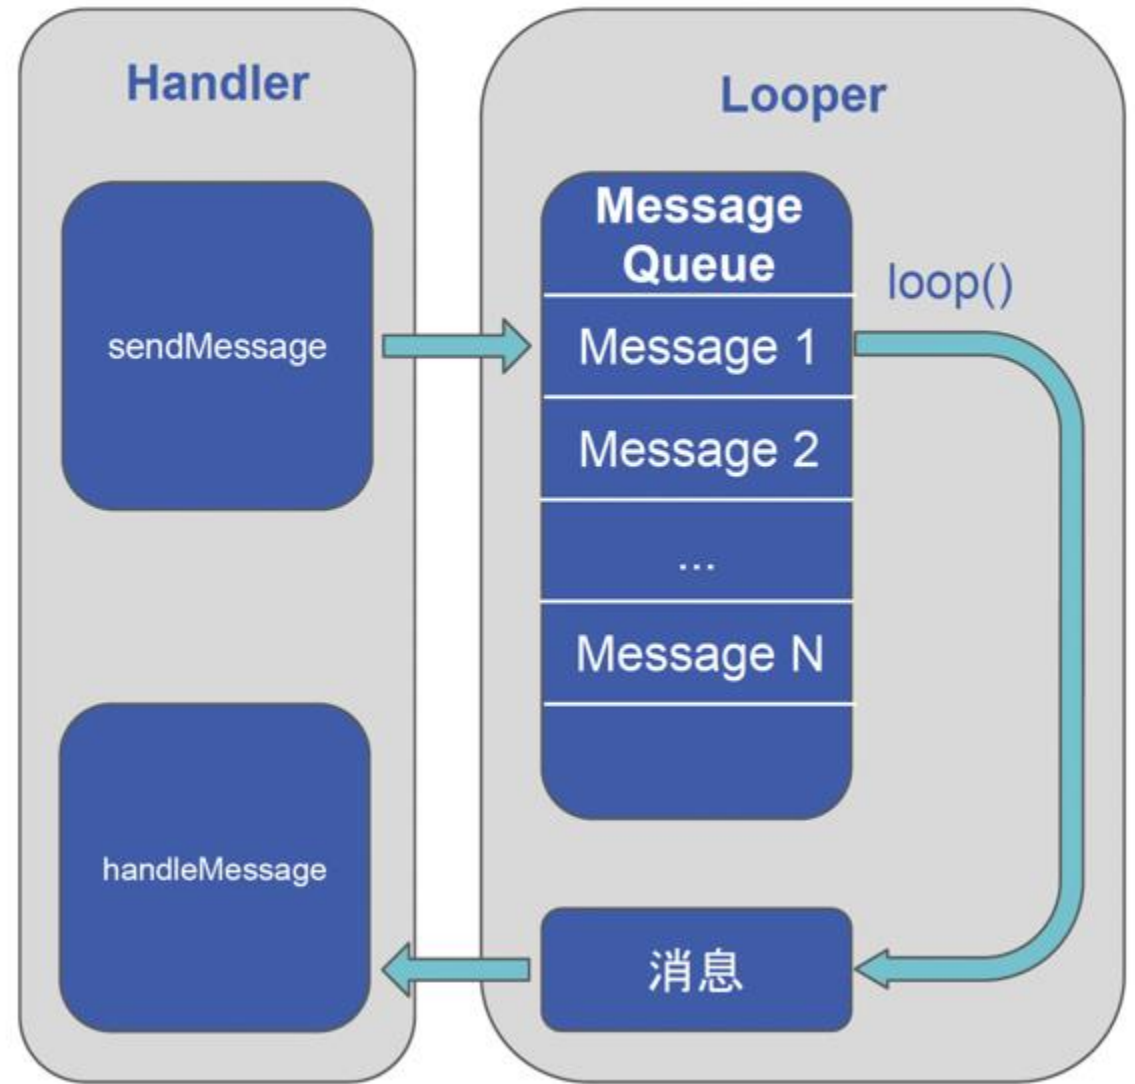 Handler
sendMessage
handleMessage
Looper
Message
Queue
Message 1
Message 2
...
Message N
loop()
消息